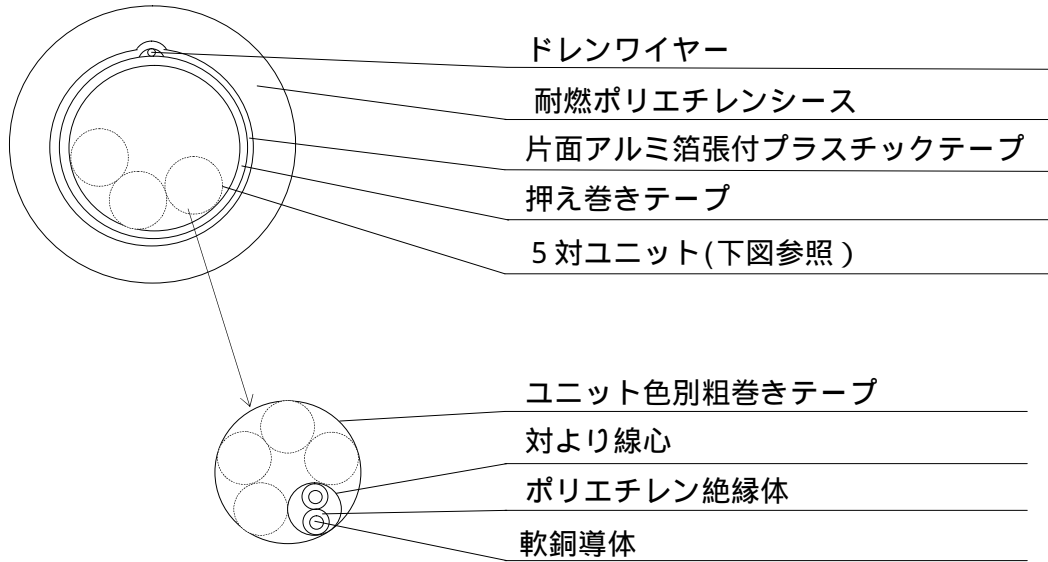 ドレンワイヤー
耐燃ポリエチレンシース
片面アルミ箔張付プラスチックテープ
押え巻きテープ
5対ユニット(下図参照)
ユニット色別粗巻きテープ
対より線心
ポリエチレン絶縁体
軟銅導体